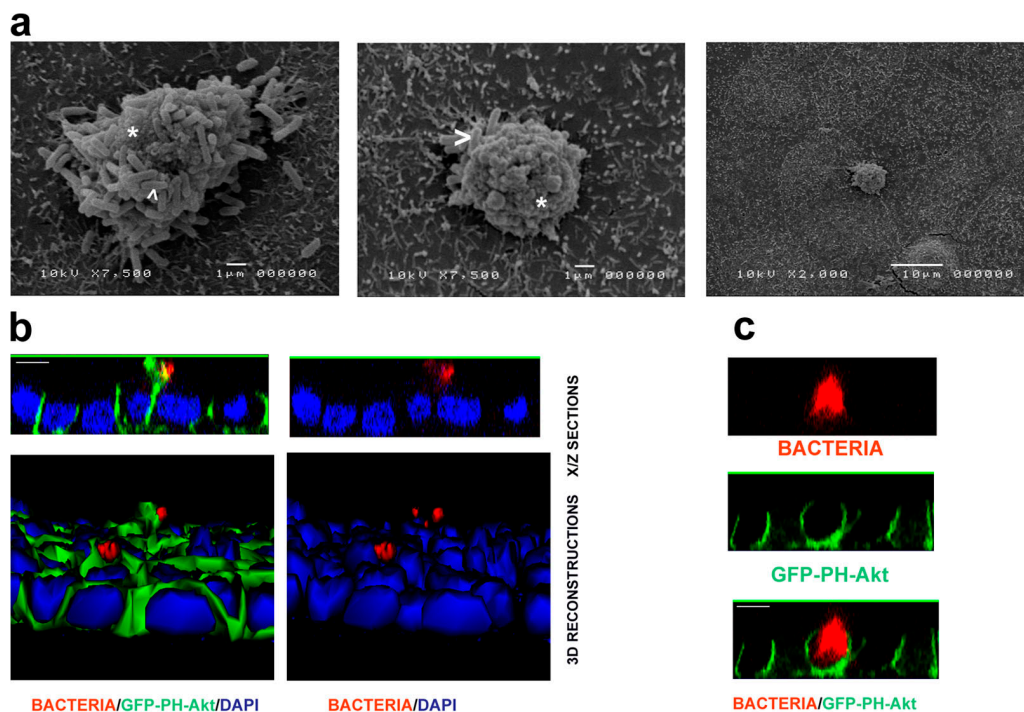 a
*
^
10kV X7,500 1µm 000000
>
*
10kV X7,500 1µm 000000
10kV X2,000 10µm 000000
b
X/Z SECTIONS
3D RECONSTRUCTIONS
BACTERIA/GFP-PH-Akt/DAPI
BACTERIA/DAPI
c
BACTERIA
GFP-PH-Akt
BACTERIA/GFP-PH-Akt